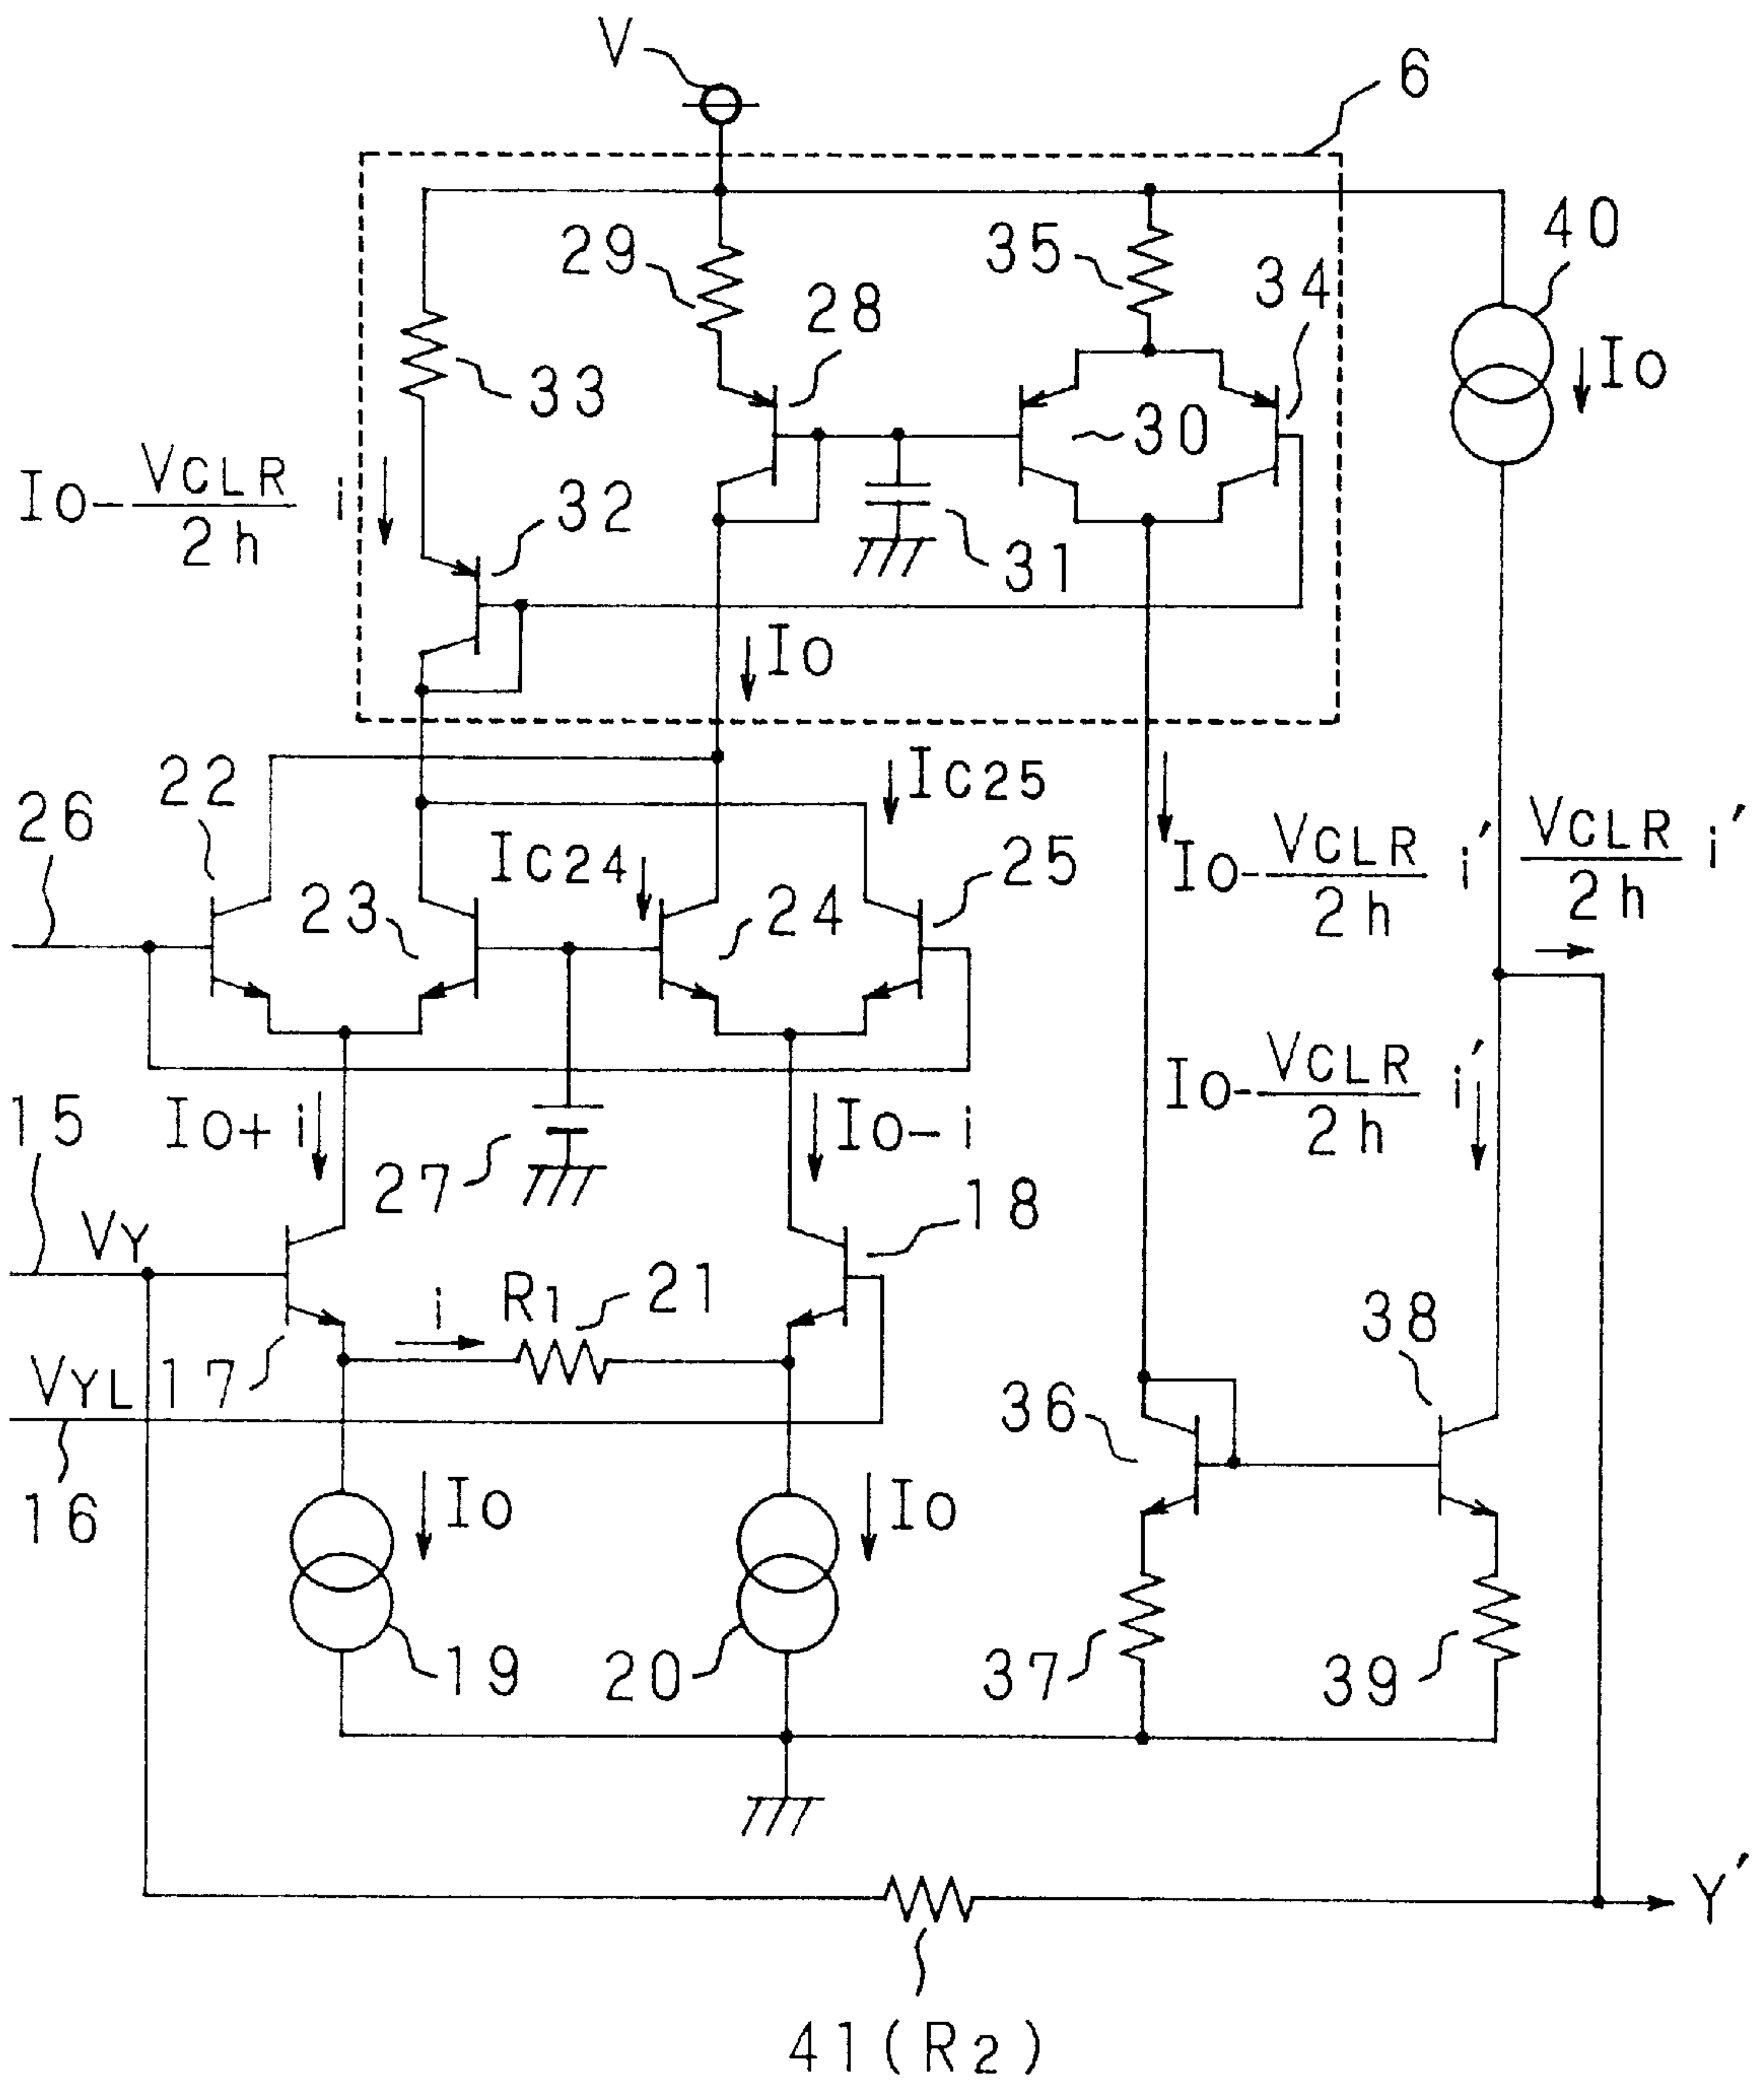 V
6
29
28
35
34
40
IO
33
~30
IO-VCLR/2h i
32
31
IO
22
IC25
26
IC24
23
24
25
IO-VCLR/2h i'
VCLR/2h i'
IO-VCLR/2h i'
15
IO+i
27
IO-i
18
VY
i
R1
21
38
VYL
17
36
16
IO
IO
19
20
37
39
Y'
41(R2)